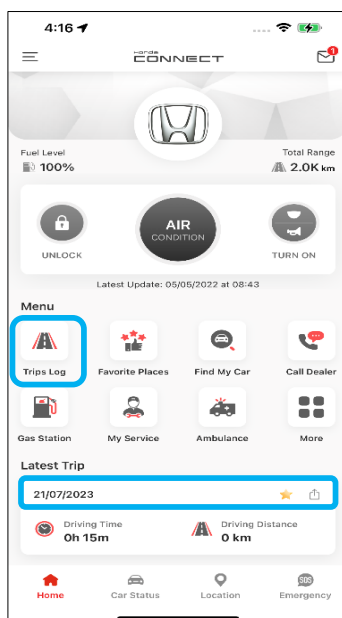 4:16
HONDA
CONNECT
1
Fuel Level
Total Range
100%
2.0K km
AIR
CONDITION
UNLOCK
TURN ON
Latest Update: 05/05/2022 at 08:43
Menu
Trips Log
Favorite Places
Find My Car
Call Dealer
Gas Station
My Service
Ambulance
More
Latest Trip
21/07/2023
Driving Time
0h 15m
Driving Distance
0 km
SOS
Home
Car Status
Location
Emergency